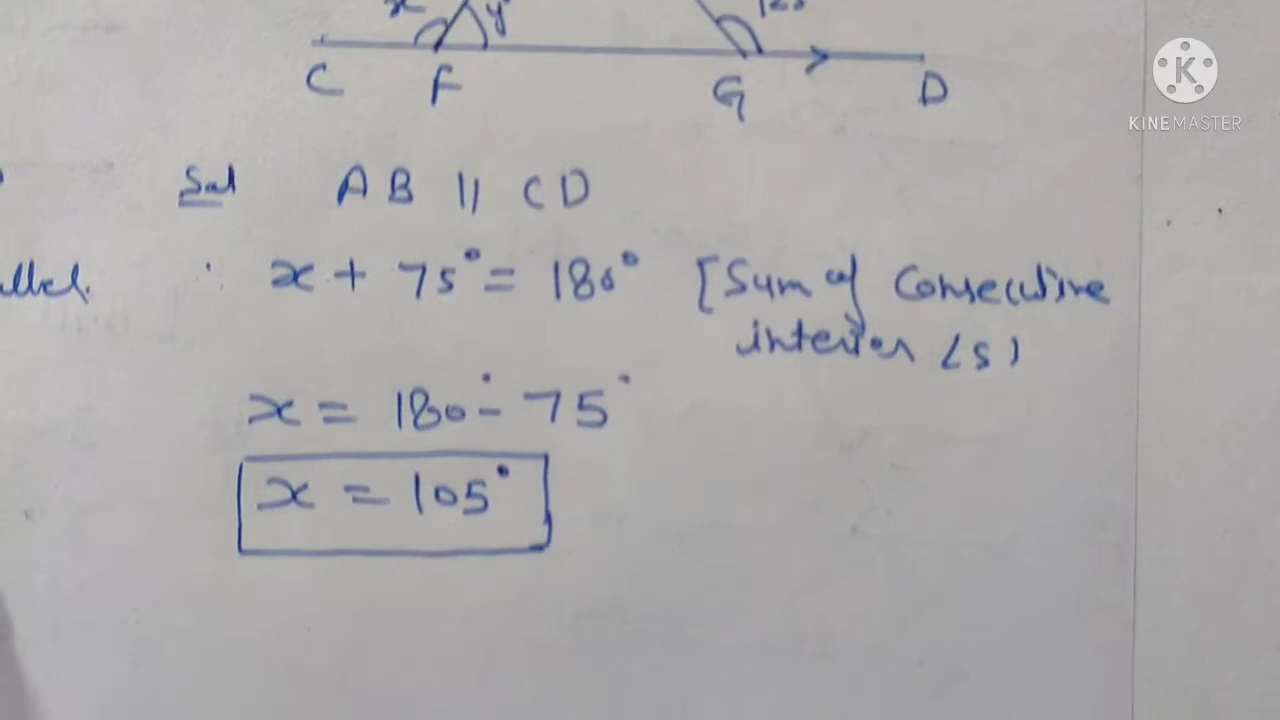 x y
C F G D
K
KINEMASTER
Sol AB || CD
∴ x + 75° = 180° [Sum of Consecutive
interior ∠s)
x = 180° - 75°
x = 105°